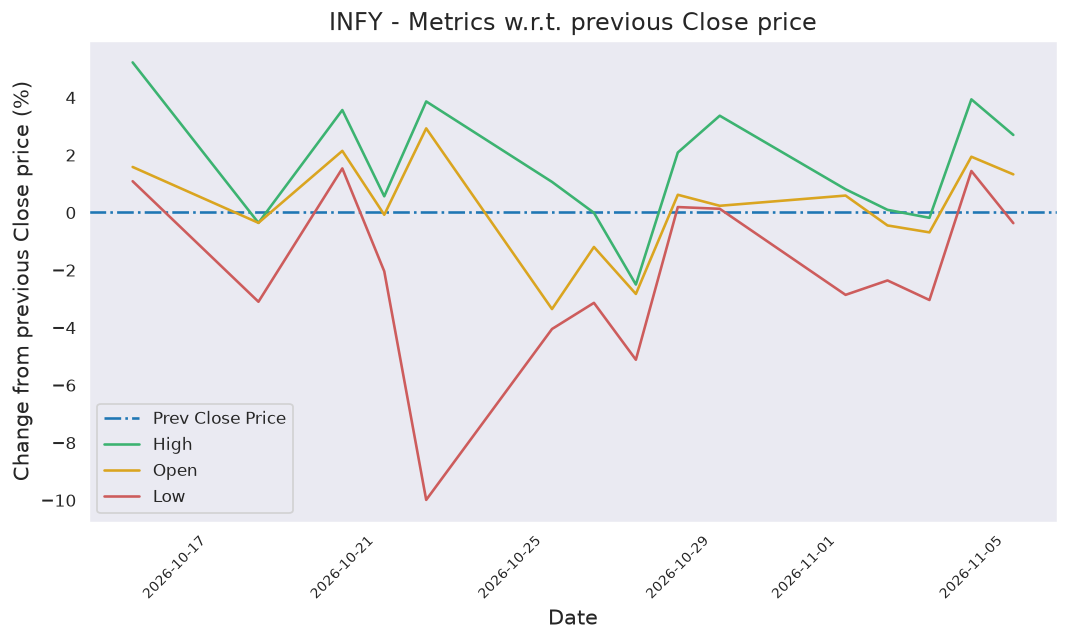 INFY - Metrics w.r.t. previous Close price
Change from previous Close price (%)
4
2
0
−2
−4
−6
−8
−10
Prev Close Price
High
Open
Low
2026-10-17
2026-10-21
2026-10-25
2026-10-29
2026-11-01
2026-11-05
Date